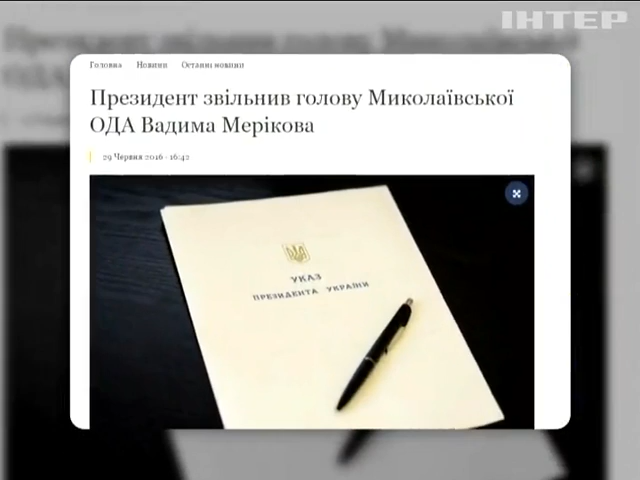 ІНТЕР
Головна Новини Останні новини
Президент звільнив голову Миколаївської
ОДА Вадима Мерікова
29 Червня 2016 - 16:42
УКАЗ
ПРЕЗИДЕНТА УКРАЇНИ